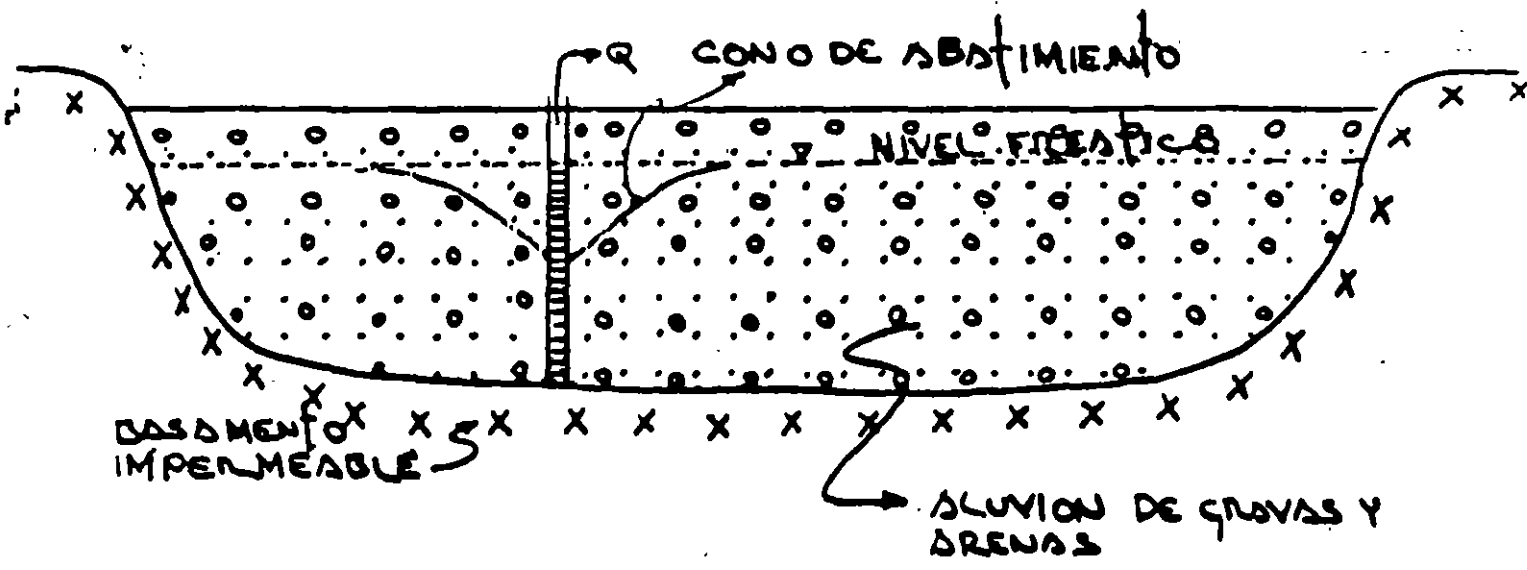 Q CONO DE ABATIMIENTO
NIVEL FREATICO
BASAMENTO
IMPERMEABLE
ALUVION DE GRAVAS Y
ARENAS